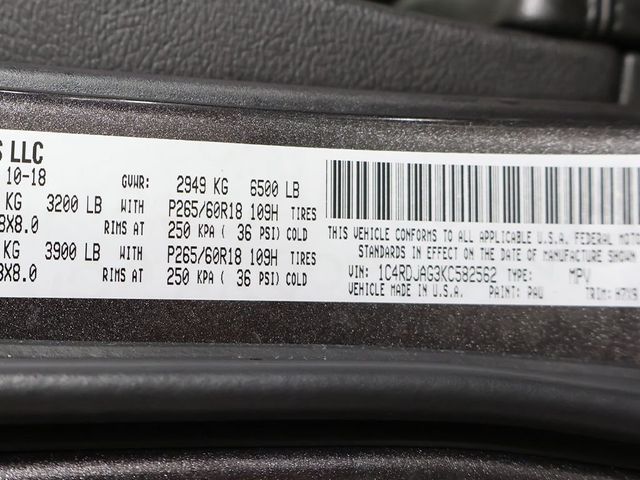 S LLC
10-18 GVWR: 2949 KG 6500 LB
KG 3200 LB WITH P265/60R18 109H TIRES
8X8.0 RIMS AT 250 KPA ( 36 PSI) COLD
KG 3900 LB WITH P265/60R18 109H TIRES
8X8.0 RIMS AT 250 KPA ( 36 PSI) COLD
THIS VEHICLE CONFORMS TO ALL APPLICABLE U.S.A. FEDERAL MOTO
STANDARDS IN EFFECT ON THE DATE OF MANUFACTURE SHOWN
VIN: 1C4RDJAG3KC582562 TYPE: MPV
VEHICLE MADE IN U.S.A. PAINT: PAU TRIM: